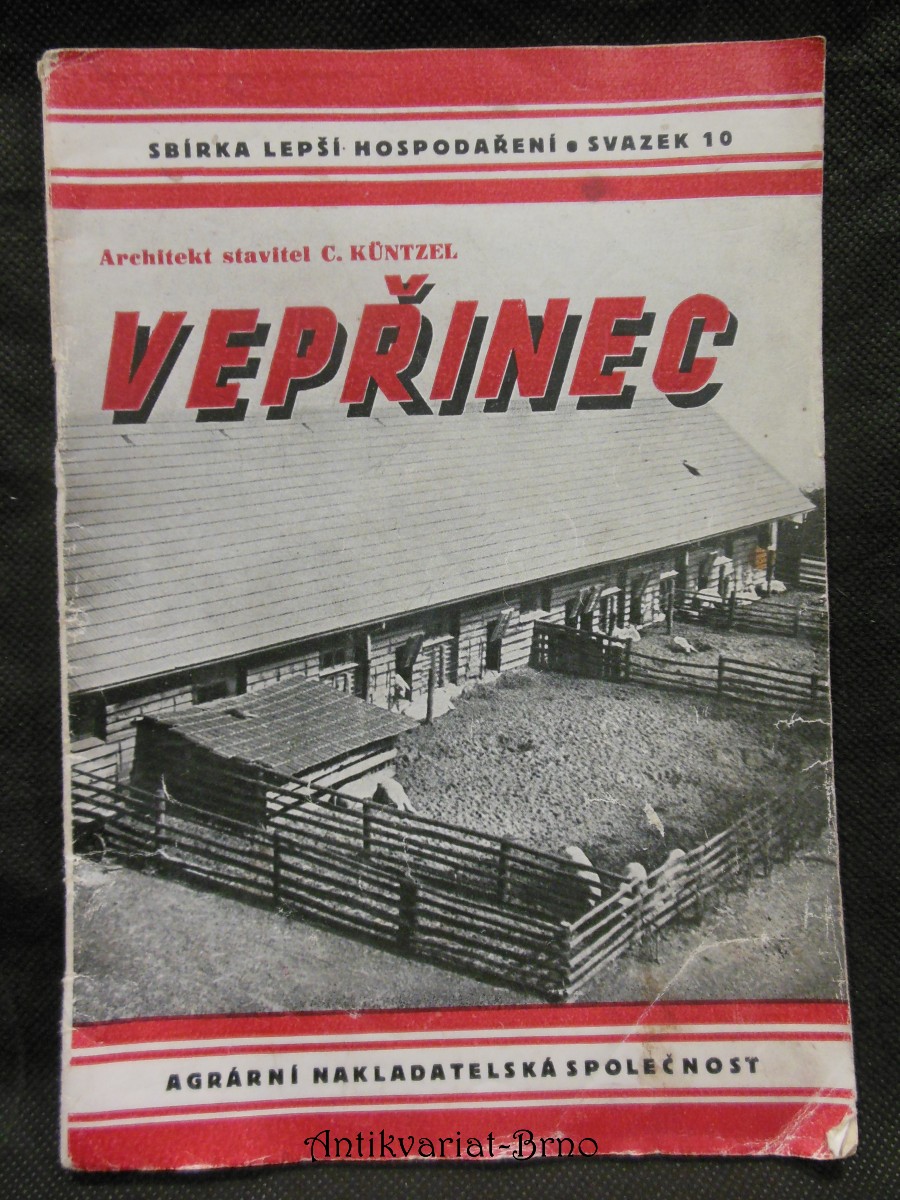 SBÍRKA LEPŠÍ HOSPODAŘENÍ • SVAZEK 10
Architekt stavitel C. KÜNTZEL
VEPŘINEC
AGRÁRNÍ NAKLADATELSKÁ SPOLEČNOST
Antikvariat-Brno